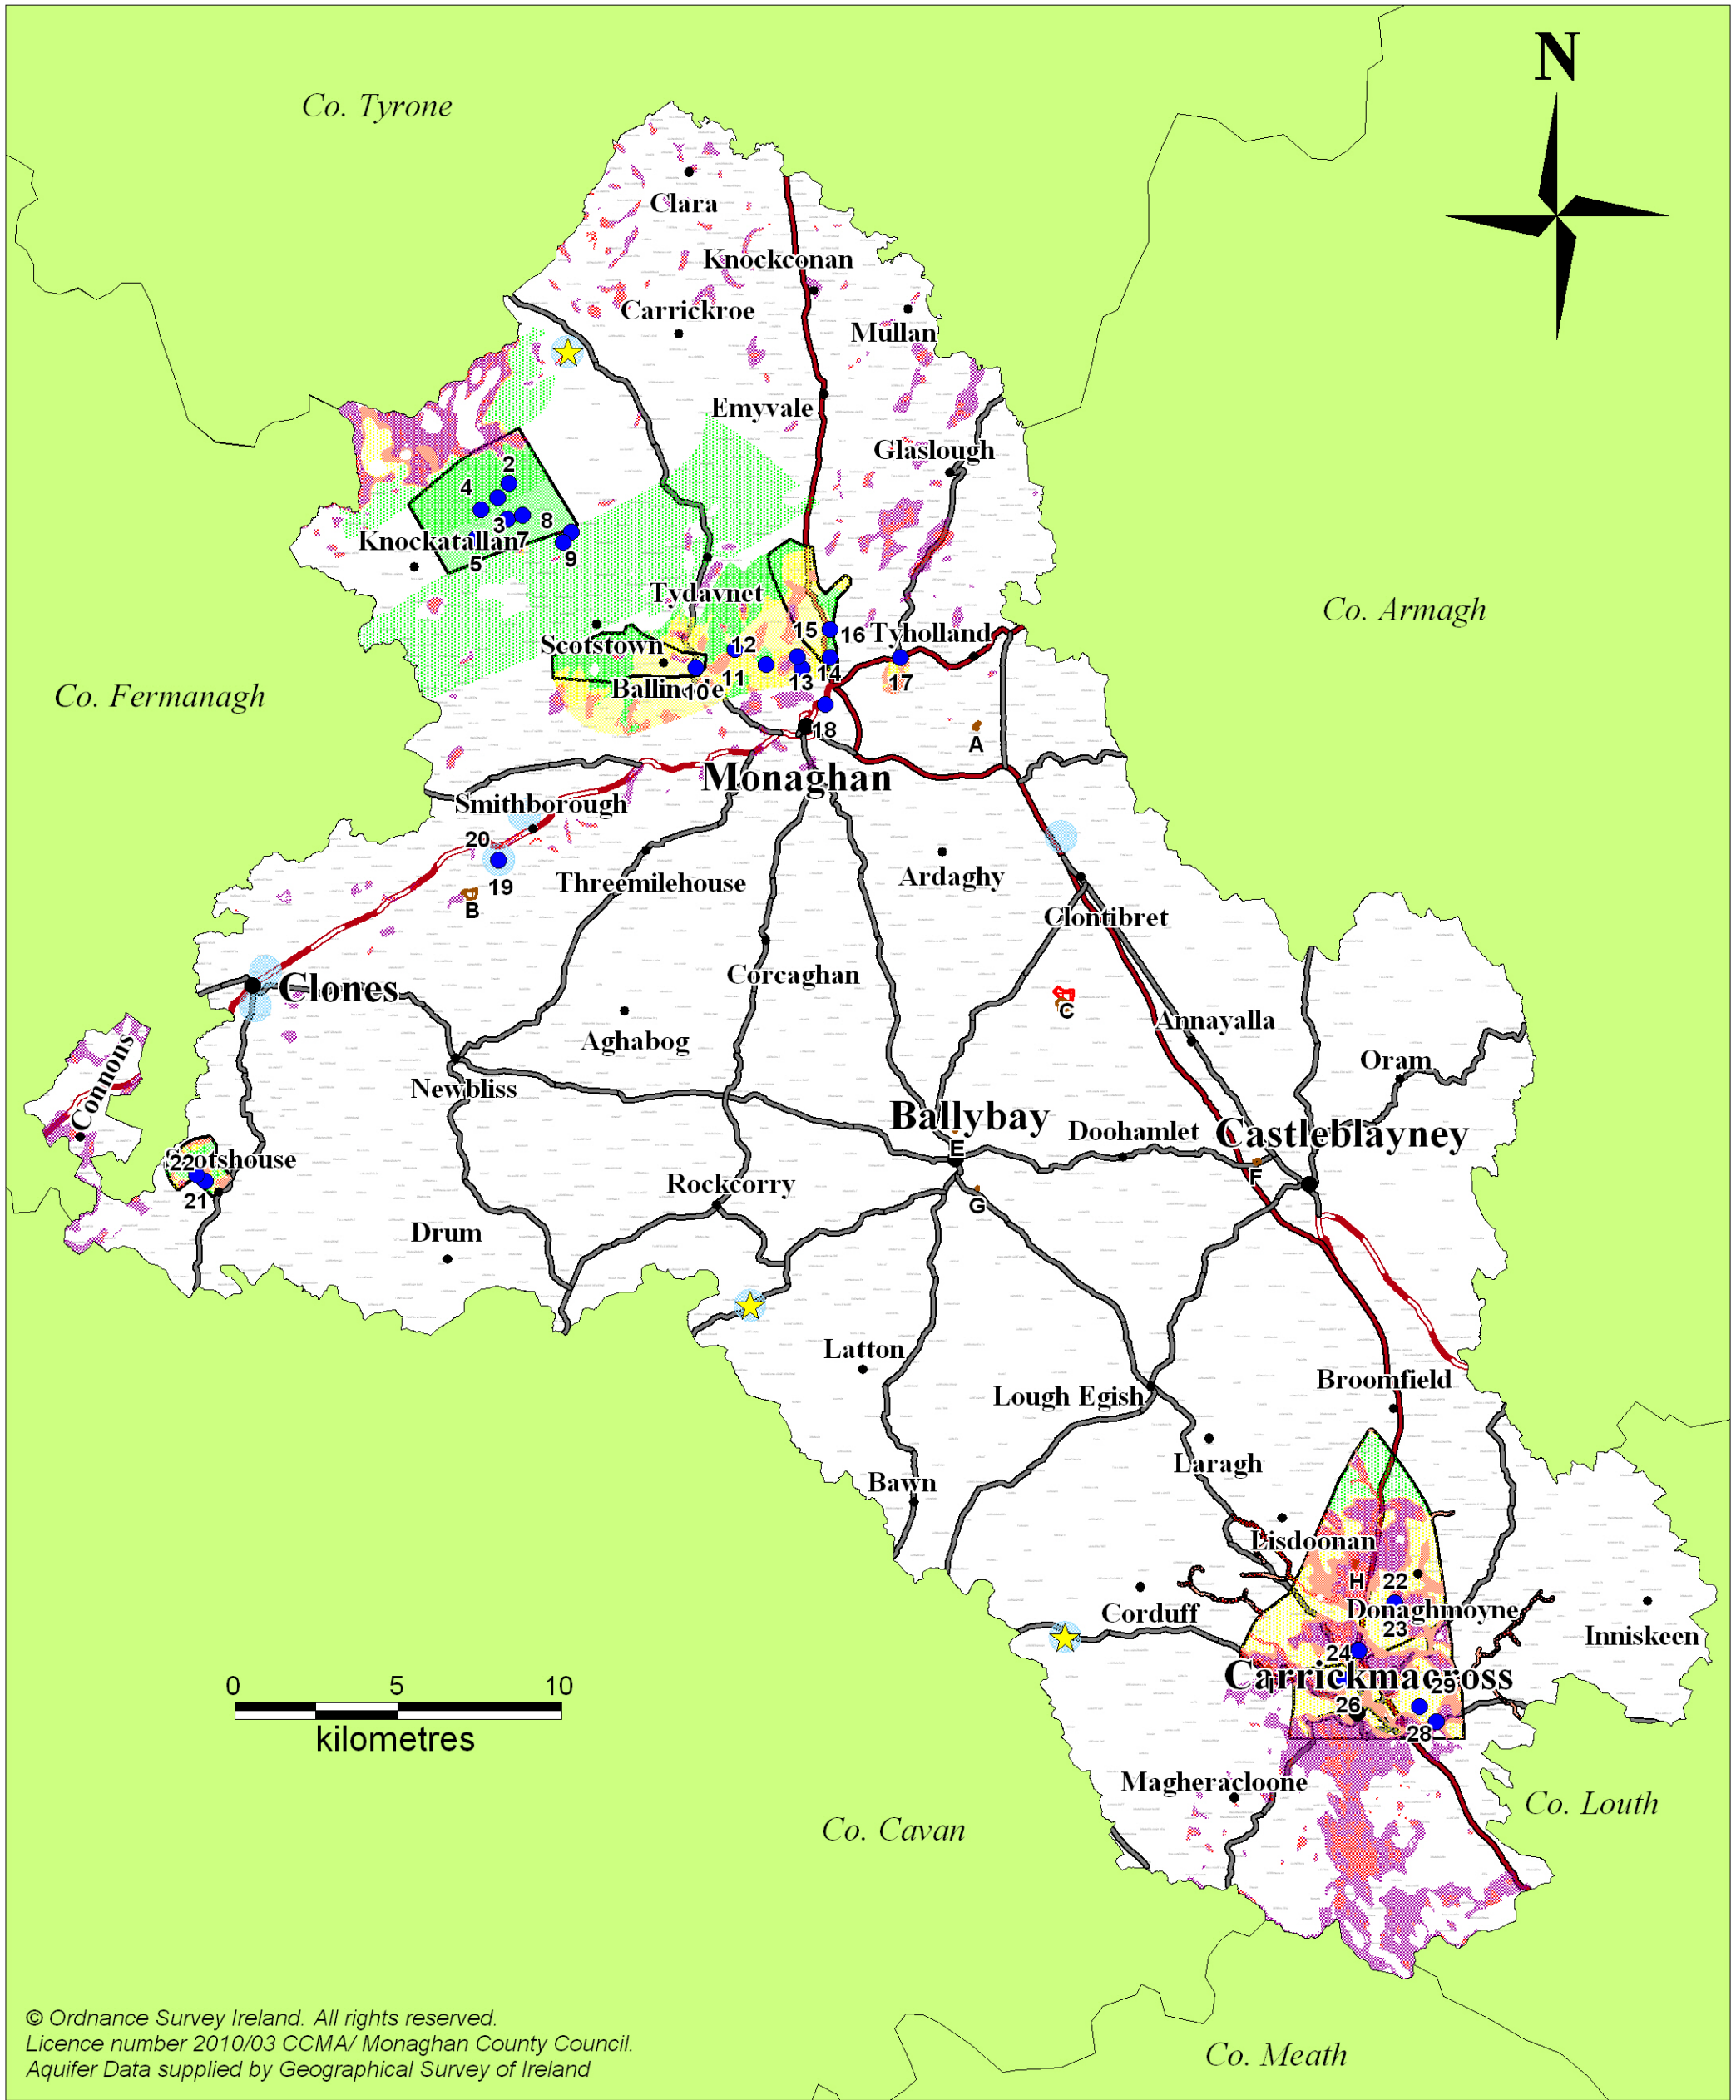 N
Co. Tyrone
Clara
Knockconan
Carrickroe
Mullan
Emyvale
Glaslough
2
4
3
8
Knockatallan
7
5
9
Tydavnet
Co. Armagh
15
16
Tyholland
Scotstown
12
14
11
13
17
10
Co. Fermanagh
18
A
Monaghan
Smithborough
20
19
Threemilehouse
Ardaghy
B
Clontibret
Corcaghan
Clones
C
Annayalla
Aghabog
Oram
Connons
Newbliss
Ballybay
Doohamlet
Castleblayney
E
Scotshouse
22
F
21
Rockcorry
G
Drum
Latton
Broomfield
Lough Egish
Laragh
Bawn
Lisdoonan
H
22
Corduff
Donaghmoyne
23
Inniskeen
24
Carrickmacross
29
26
28
0 5 10
kilometres
Magheracloone
Co. Louth
Co. Cavan
© Ordnance Survey Ireland. All rights reserved.
Licence number 2010/03 CCMA/ Monaghan County Council.
Aquifer Data supplied by Geographical Survey of Ireland
Co. Meath